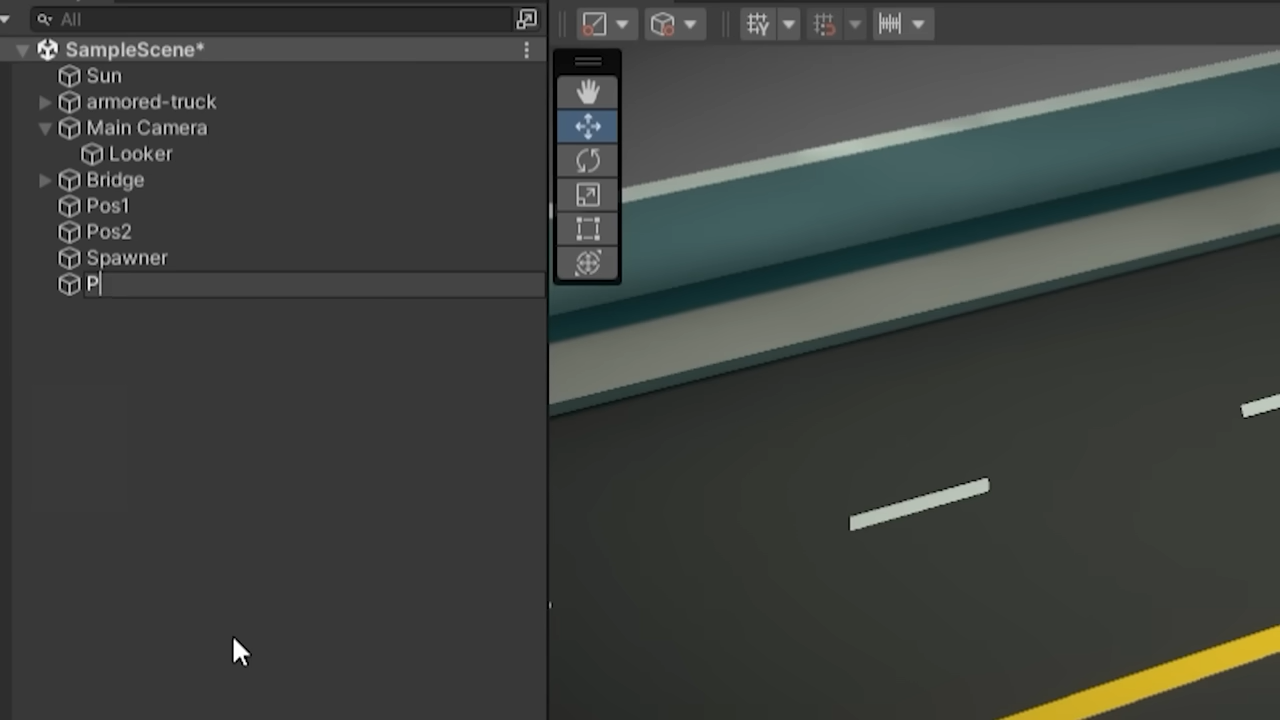 All
SampleScene*
Sun
armored-truck
Main Camera
Looker
Bridge
Pos1
Pos2
Spawner
P